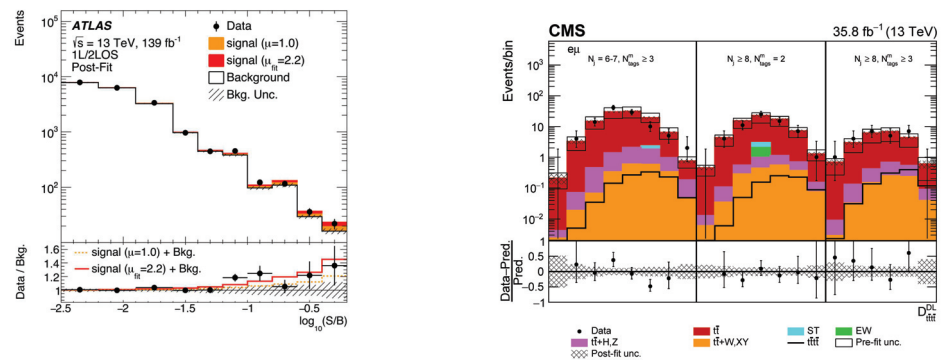 Events
ATLAS
√s = 13 TeV, 139 fb⁻¹
1L/2LOS
Post-Fit
Data
signal (μ=1.0)
signal (μfit=2.2)
Background
Bkg. Unc.
10⁵
10⁴
10³
10²
Data / Bkg.
1.6
1.4
1.2
1
signal (μ=1.0) + Bkg.
signal (μfit=2.2) + Bkg.
-2.5 -2 -1.5 -1 -0.5
log₁₀(S/B)
CMS 35.8 fb⁻¹ (13 TeV)
Events/bin
eμ
Nj = 6-7, Nᵐtags ≥ 3
Nj ≥ 8, Nᵐtags = 2
Nj ≥ 8, Nᵐtags ≥ 3
10³
10²
10
1
10⁻¹
10⁻²
1
Data-Pred.
Pred.
0.5
0
-0.5
-1
D^DL tt̄tt̄
Data tt̄ ST EW
tt̄+H,Z tt̄+W,XY tt̄tt̄ Pre-fit unc.
Post-fit unc.